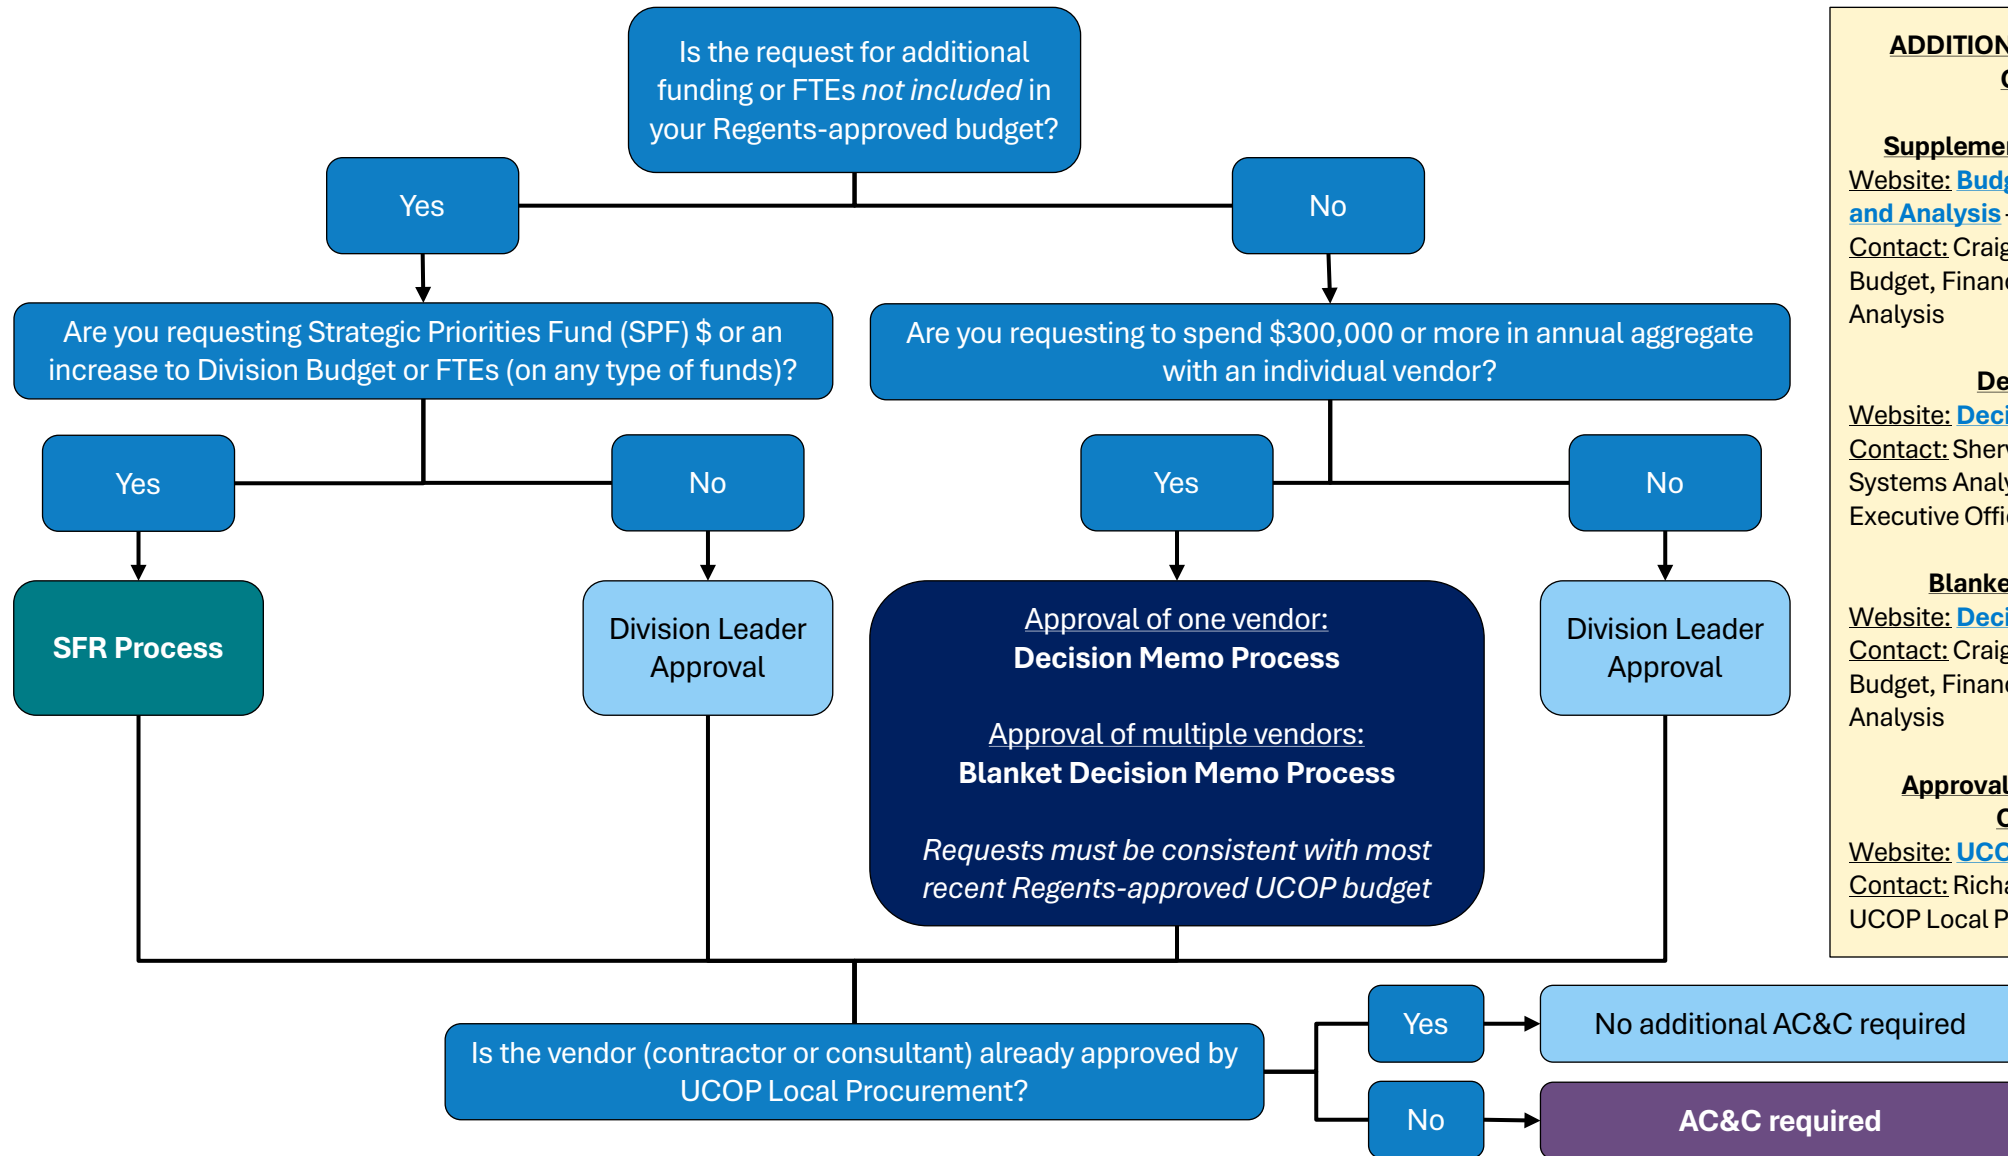 Is the request for additional
funding or FTEs not included in
your Regents-approved budget?
Yes
No
Are you requesting Strategic Priorities Fund (SPF) $ or an
increase to Division Budget or FTEs (on any type of funds)?
Are you requesting to spend $300,000 or more in annual aggregate
with an individual vendor?
Yes
No
Yes
No
SFR Process
Division Leader
Approval
Approval of one vendor:
Decision Memo Process
Approval of multiple vendors:
Blanket Decision Memo Process
Requests must be consistent with most
recent Regents-approved UCOP budget
Division Leader
Approval
Is the vendor (contractor or consultant) already approved by
UCOP Local Procurement?
Yes
No additional AC&C required
No
AC&C required
Website:
and Analysis
Contact:
Budget,
Analysis
Website:
Contact:
Systems
Executive
Website:
Contact:
Budget,
Analysis
Website:
Contact:
UCOP Local